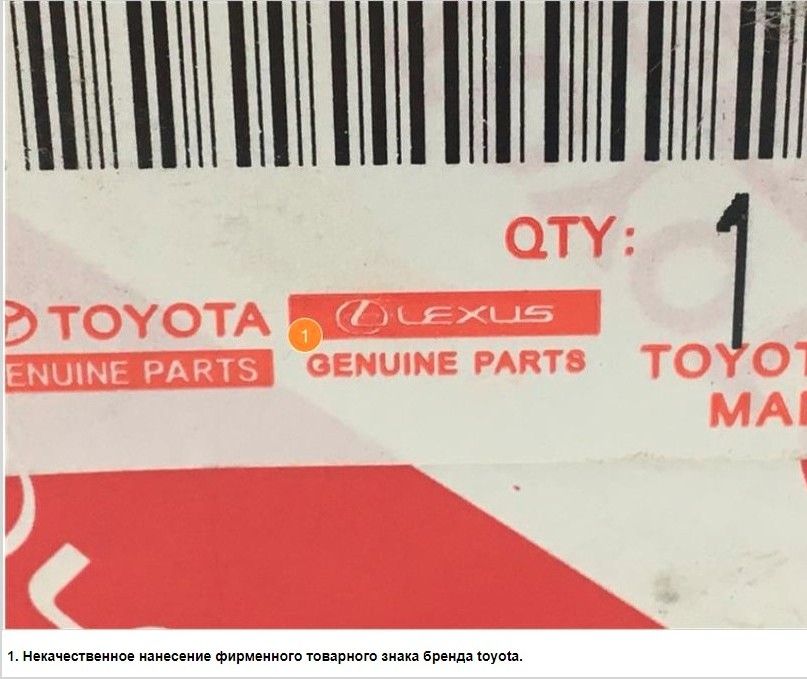 QTY: 1
TOYOTA
ENUINE PARTS
1
LEXUS
GENUINE PARTS
TOYOT
MA
1. Некачественное нанесение фирменного товарного знака бренда toyota.